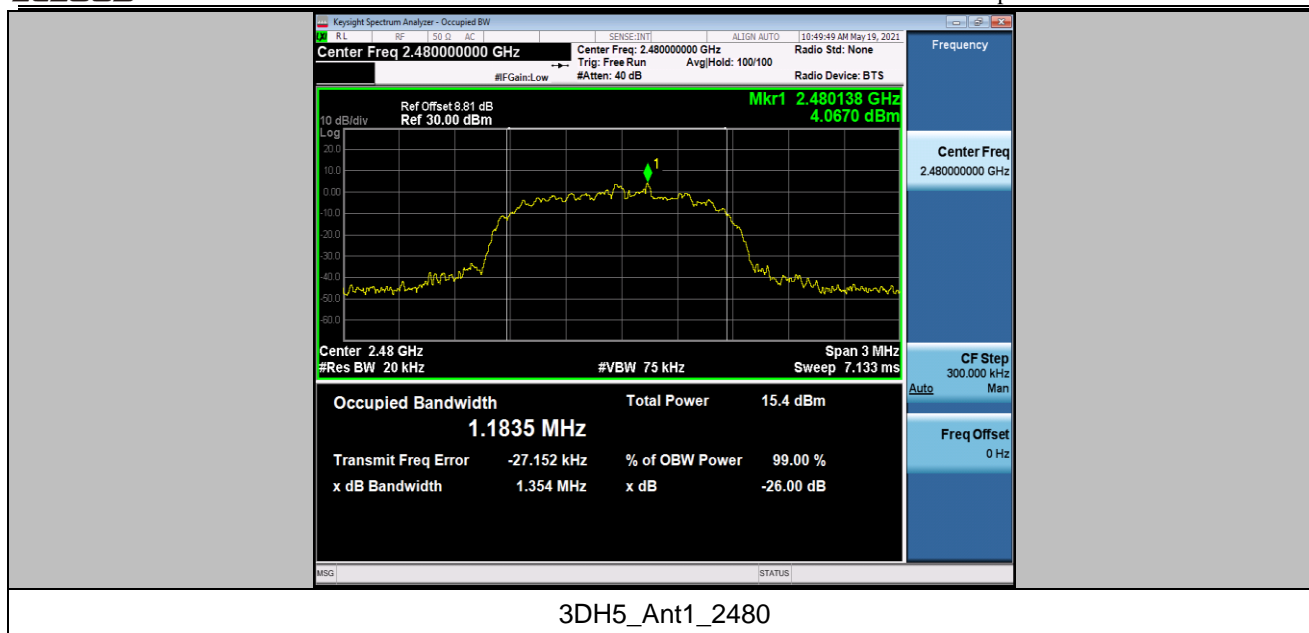 Keysight Spectrum Analyzer - Occupied BW
RL RF 50 Ω AC SENSE:INT ALIGN AUTO 10:49:49 AM May 19, 2021
Center Freq 2.480000000 GHz
Center Freq: 2.480000000 GHz
Radio Std: None
Trig: Free Run Avg|Hold: 100/100
#IFGain:Low #Atten: 40 dB Radio Device: BTS
Frequency
Mkr1 2.480138 GHz
4.0670 dBm
Ref Offset 8.81 dB
10 dB/div Ref 30.00 dBm
Log
20.0
10.0
0.00
-10.0
-20.0
-30.0
-40.0
-50.0
-60.0
1
Center 2.48 GHz Span 3 MHz
#Res BW 20 kHz #VBW 75 kHz Sweep 7.133 ms
Center Freq
2.480000000 GHz
CF Step
300.000 kHz
Auto Man
Freq Offset
0 Hz
Occupied Bandwidth Total Power 15.4 dBm
1.1835 MHz
Transmit Freq Error -27.152 kHz % of OBW Power 99.00 %
x dB Bandwidth 1.354 MHz x dB -26.00 dB
MSG STATUS
3DH5_Ant1_2480